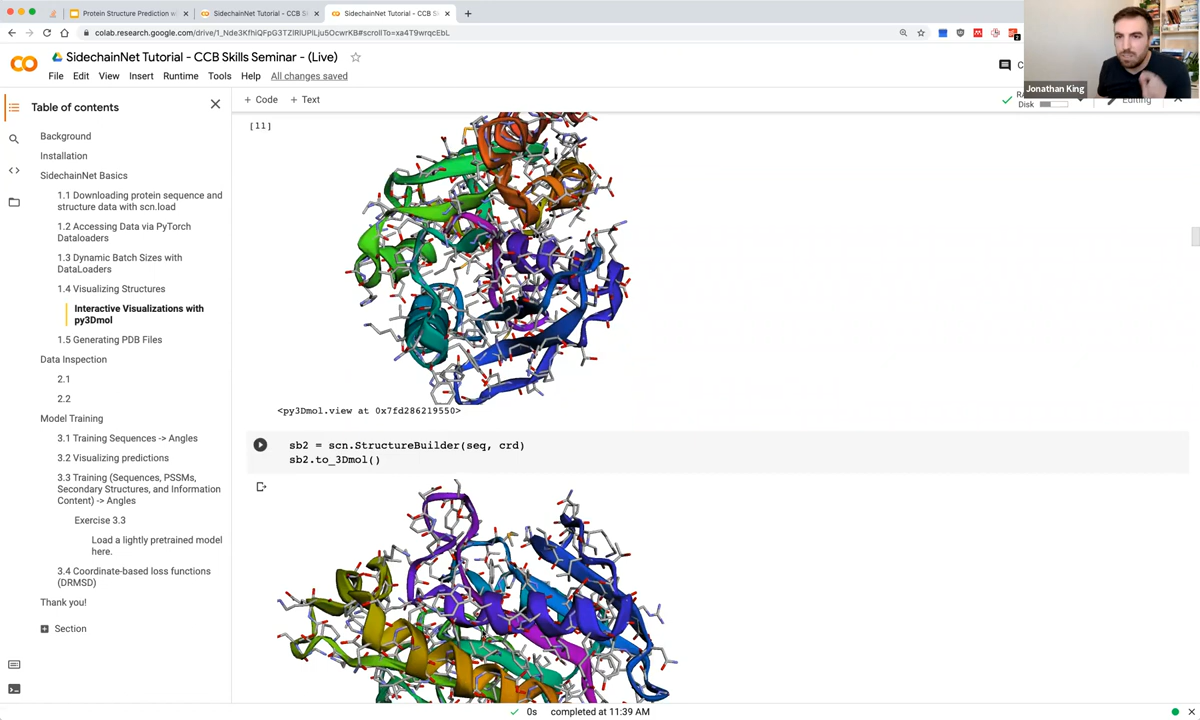 Protein Structure Prediction w
SidechainNet Tutorial - CCB S
SidechainNet Tutorial - CCB S
colab.research.google.com/drive/1_Nde3KfhiQFpG3TZlRlUPlLju5OcwrKB#scrollTo=xa4T9wrqcEbL
SidechainNet Tutorial - CCB Skills Seminar - (Live)
File Edit View Insert Runtime Tools Help All changes saved
Jonathan King
Table of contents
+ Code + Text
Disk
Editing
Background
Installation
SidechainNet Basics
1.1 Downloading protein sequence and
structure data with scn.load
1.2 Accessing Data via PyTorch
Dataloaders
1.3 Dynamic Batch Sizes with
DataLoaders
1.4 Visualizing Structures
Interactive Visualizations with
py3Dmol
1.5 Generating PDB Files
Data Inspection
2.1
2.2
Model Training
3.1 Training Sequences -> Angles
3.2 Visualizing predictions
3.3 Training (Sequences, PSSMs,
Secondary Structures, and Information
Content) -> Angles
Exercise 3.3
Load a lightly pretrained model
here.
3.4 Coordinate-based loss functions
(DRMSD)
Thank you!
Section
[11]
<py3Dmol.view at 0x7fd286219550>
sb2 = scn.StructureBuilder(seq, crd)
sb2.to_3Dmol()
0s completed at 11:39 AM